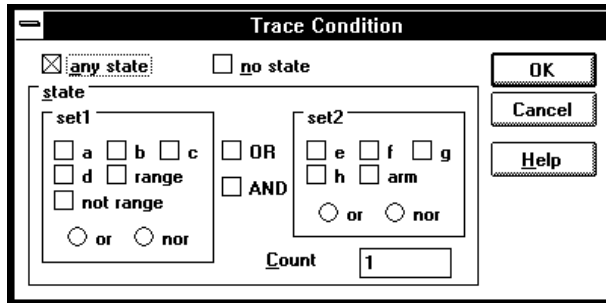 Trace Condition
any state no state
OK
state
Cancel
set1
set2
a b c
OR
e f g
Help
d range
AND
h arm
not range
or nor
or nor
Count 1